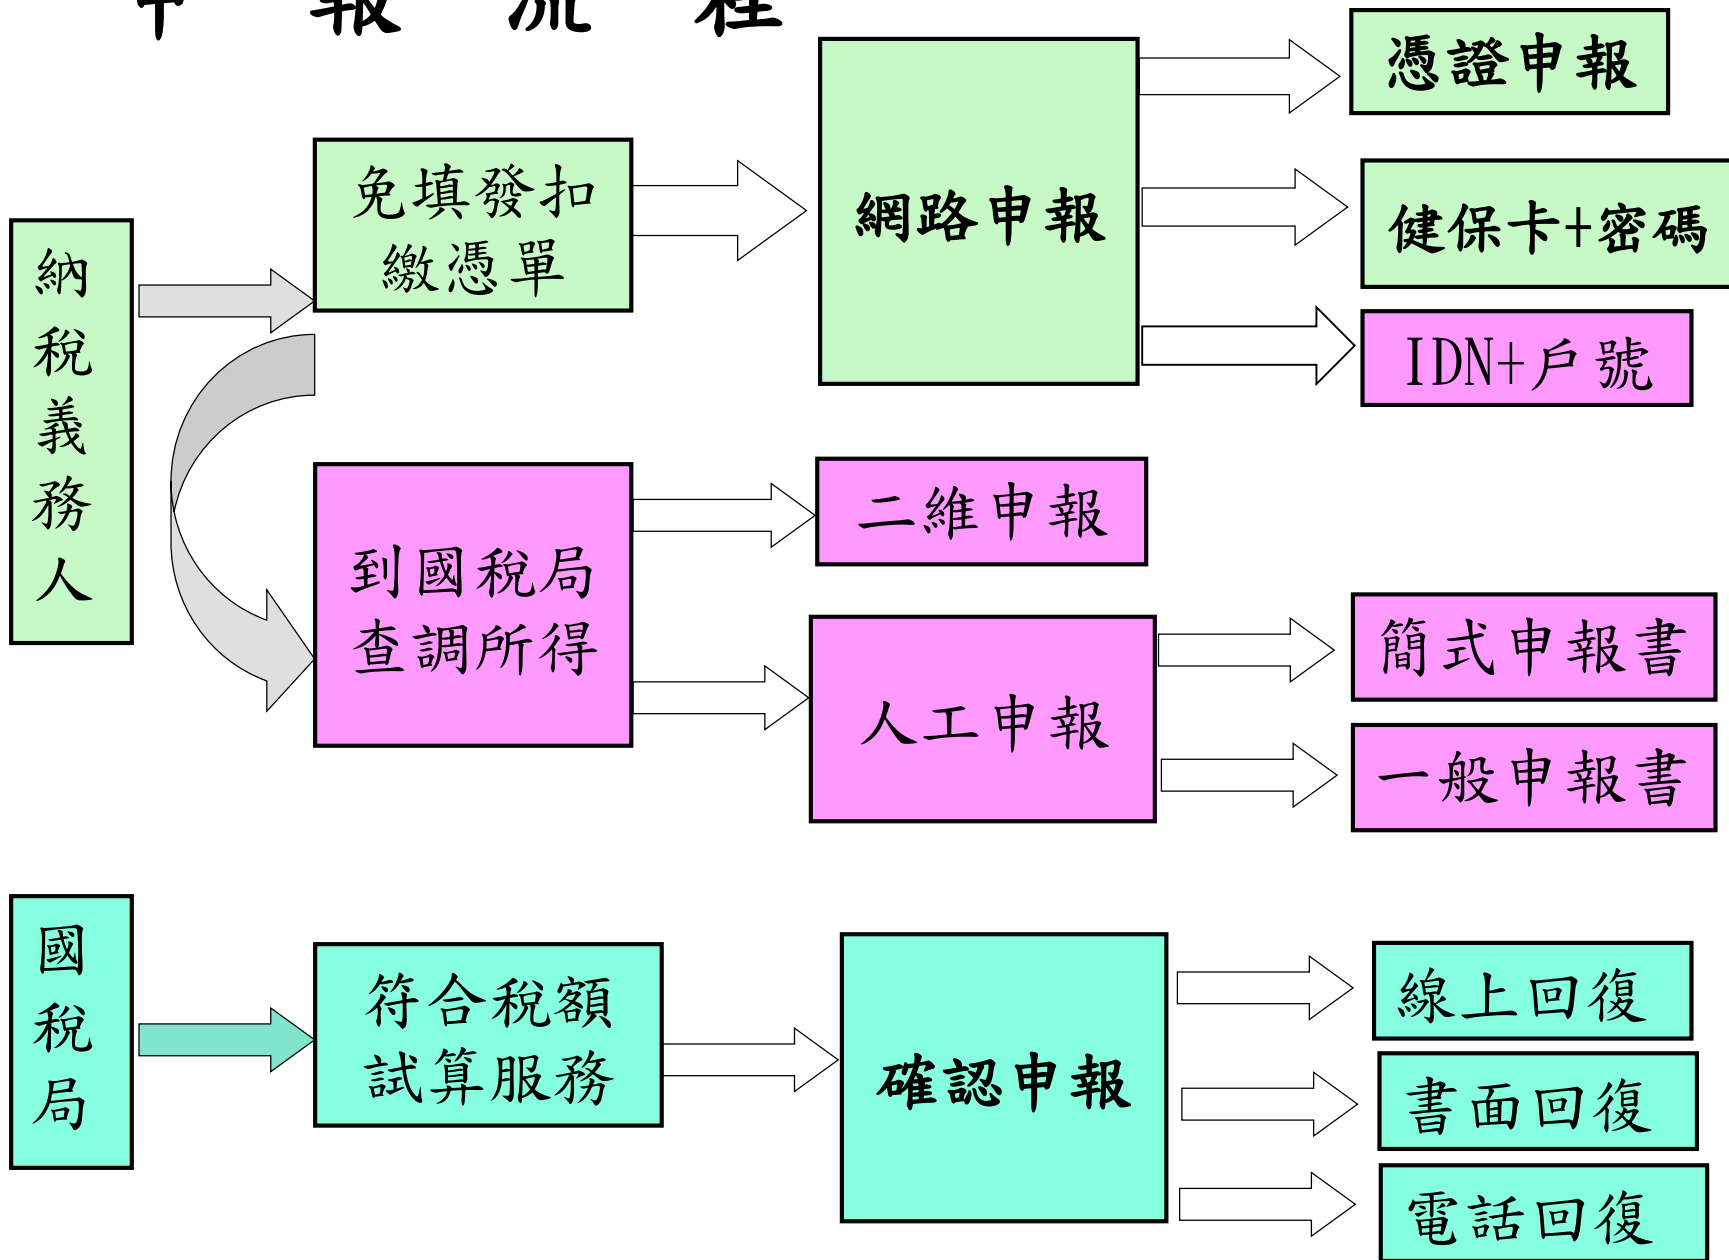 申報流程
納
稅
義
務
人
免填發扣
繳憑單
網路申報
憑證申報
健保卡+密碼
IDN+戶號
到國稅局
查調所得
二維申報
人工申報
簡式申報書
一般申報書
國
稅
局
符合稅額
試算服務
確認申報
線上回復
書面回復
電話回復